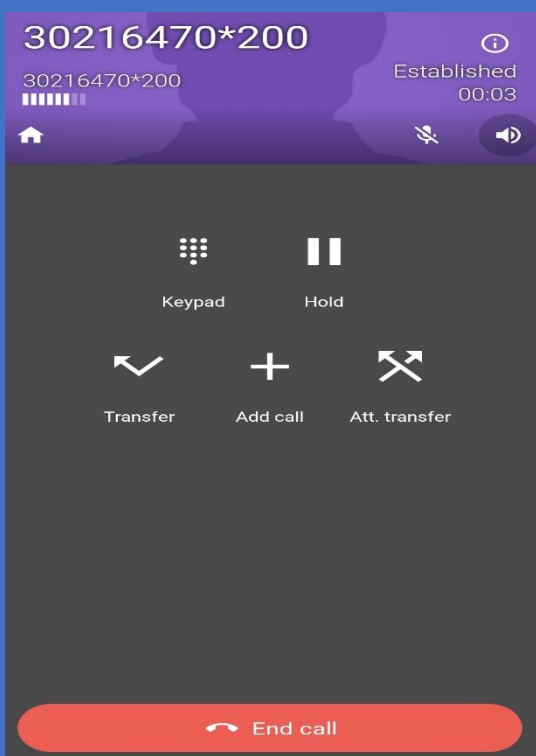 30216470*200
30216470*200
Established
00:03
Keypad
Hold
Transfer
Add call
Att. transfer
End call